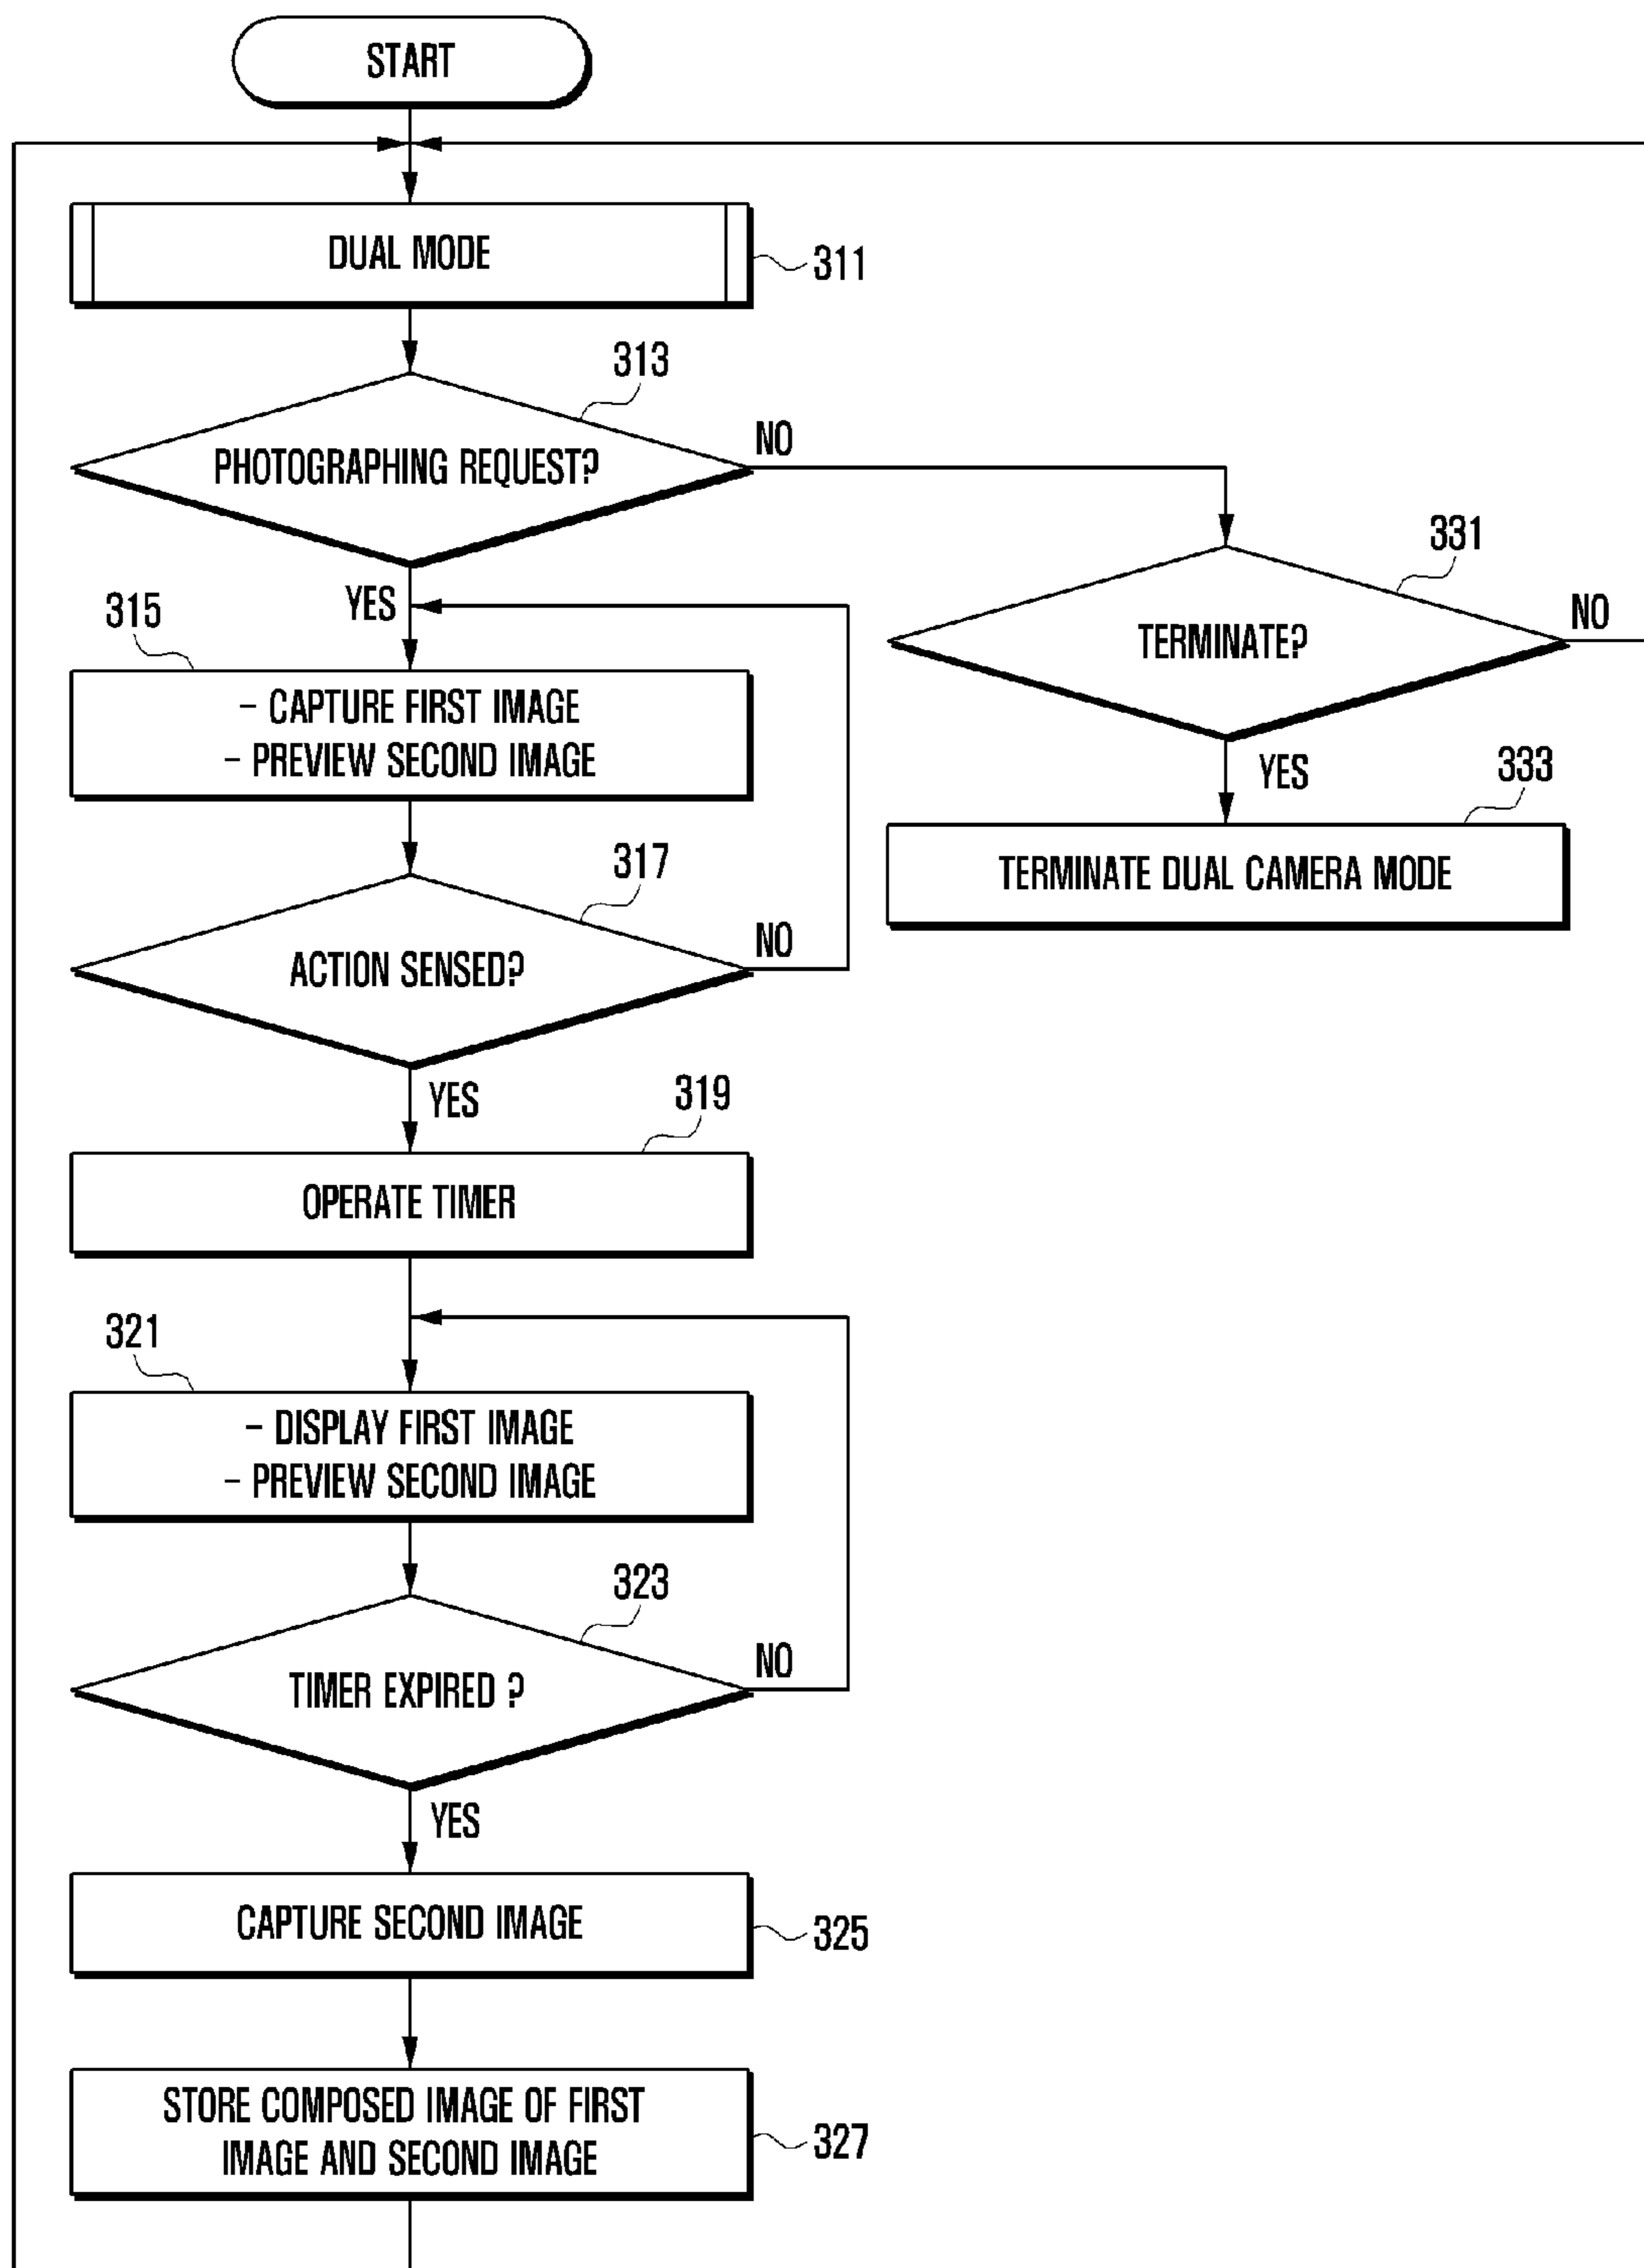 START
DUAL MODE
311
313
PHOTOGRAPHING REQUEST?
NO
YES
331
TERMINATE?
NO
YES
333
TERMINATE DUAL CAMERA MODE
315
– CAPTURE FIRST IMAGE
– PREVIEW SECOND IMAGE
317
ACTION SENSED?
NO
YES
319
OPERATE TIMER
321
– DISPLAY FIRST IMAGE
– PREVIEW SECOND IMAGE
323
TIMER EXPIRED ?
NO
YES
CAPTURE SECOND IMAGE
325
STORE COMPOSED IMAGE OF FIRST
IMAGE AND SECOND IMAGE
327